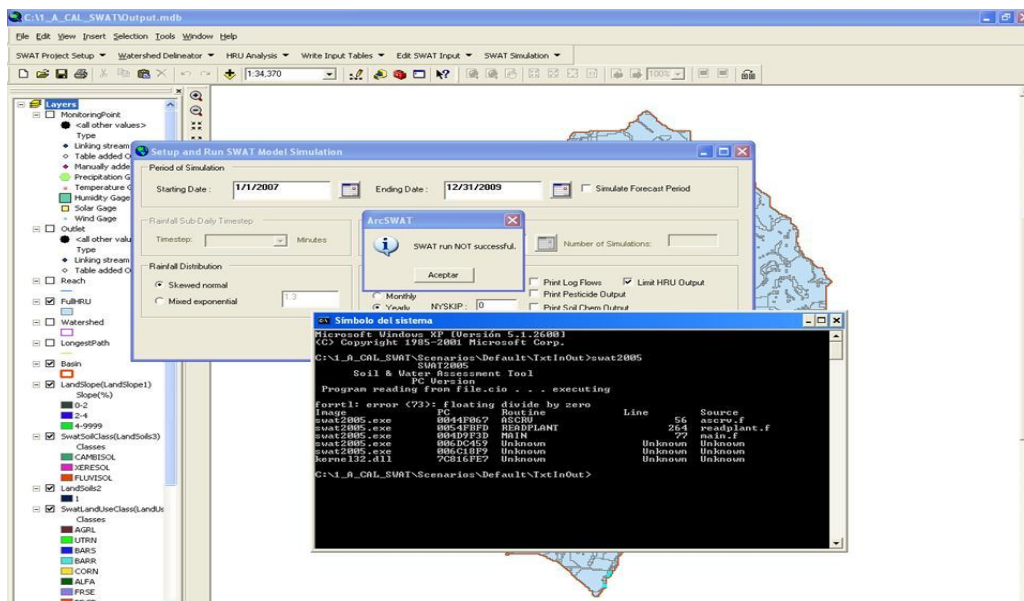 C:\1_A_CAL_SWAT\Output.mdb
File Edit View Insert Selection Tools Window Help
SWAT Project Setup Watershed Delineator HRU Analysis Write Input Tables Edit SWAT Input SWAT Simulation
1:34,370
100%
Layers
MonitoringPoint
<all other values>
Type
Linking stream
Table added O
Manually adde
Precipitation G
Temperature G
Humidity Gage
Solar Gage
Wind Gage
Outlet
<all other valu
Type
Linking stream
Table added O
Reach
FullHRU
Watershed
LongestPath
Basin
LandSlope(LandSlope1)
Slope(%)
0-2
2-4
4-9999
SwatSoilClass(LandSoils3)
Classes
CAMBISOL
XERESOL
FLUVISOL
LandSoils2
1
SwatLandUseClass(LandUs
Classes
AGRL
UTRN
BARS
BARR
CORN
ALFA
FRSE
Setup and Run SWAT Model Simulation
Period of Simulation
Starting Date : 1/1/2007 Ending Date : 12/31/2009 Simulate Forecast Period
Rainfall Sub-Daily Timestep
Timestep: Minutes Number of Simulations:
Rainfall Distribution
Skewed normal
Mixed exponential 1.3
Monthly
Yearly NYSKIP : 0
Print Log Flows Limit HRU Output
Print Pesticide Output
Print Soil Chem Output
ArcSWAT
SWAT run NOT successful.
Aceptar
Símbolo del sistema
Microsoft Windows XP [Versión 5.1.2600]
(C) Copyright 1985-2001 Microsoft Corp.
C:\1_A_CAL_SWAT\Scenarios\Default\TxtInOut>swat2005
SWAT2005
Soil & Water Assessment Tool
PC Version
Program reading from file.cio . . . executing
forrtl: error (73): floating divide by zero
Image PC Routine Line Source
swat2005.exe 0044F067 ASCRV 56 ascrv.f
swat2005.exe 0054FBFD READPLANT 264 readplant.f
swat2005.exe 004D9F3D MAIN 77 main.f
swat2005.exe 006DC459 Unknown Unknown Unknown
swat2005.exe 006C18F9 Unknown Unknown Unknown
kernel32.dll 7C816FE7 Unknown Unknown Unknown
C:\1_A_CAL_SWAT\Scenarios\Default\TxtInOut>